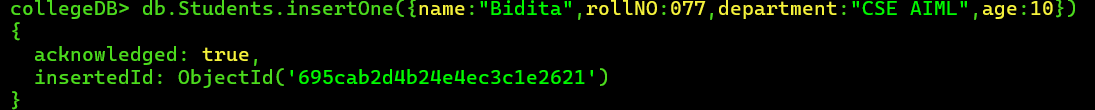 collegeDB> db.Students.insertOne({name:"Bidita",rollNO:077,department:"CSE AIML",age:10})
{
  acknowledged: true,
  insertedId: ObjectId('695cab2d4b24e4ec3c1e2621')
}